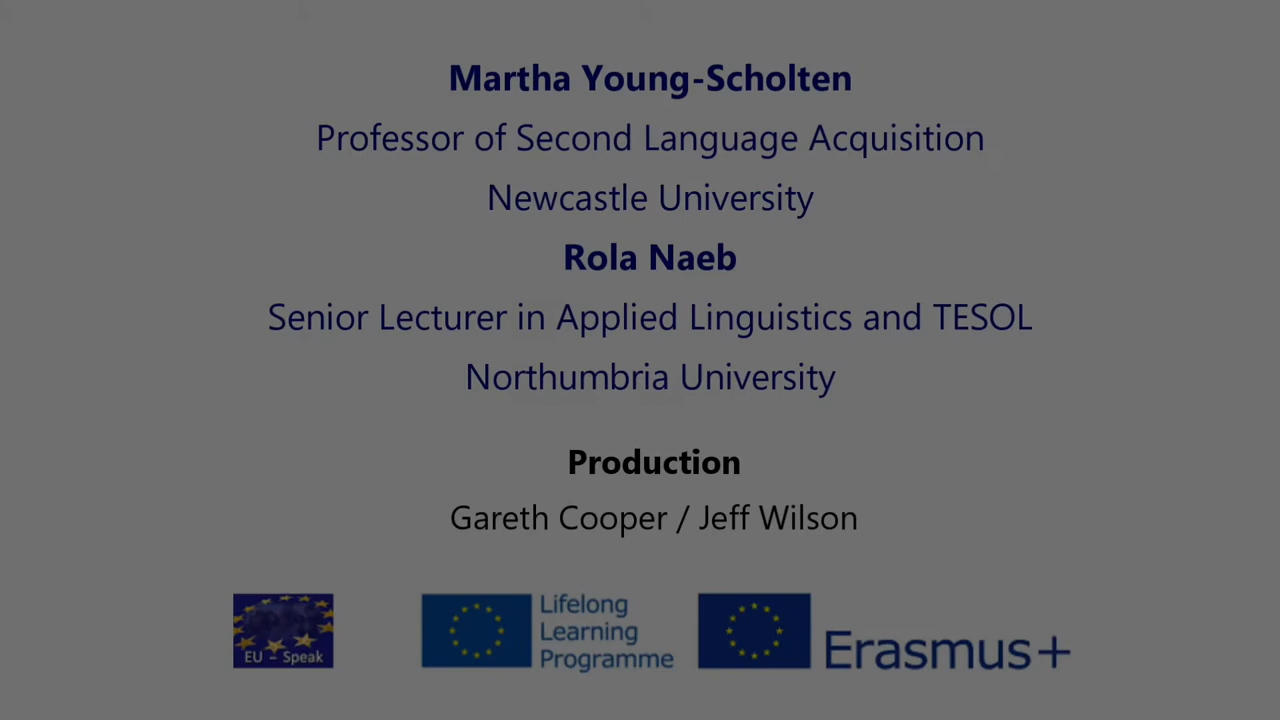 Martha Young-Scholten
Professor of Second Language Acquisition
Newcastle University
Rola Naeb
Senior Lecturer in Applied Linguistics and TESOL
Northumbria University
Production
Gareth Cooper / Jeff Wilson
EU - Speak
Lifelong
Learning
Programme
Erasmus+